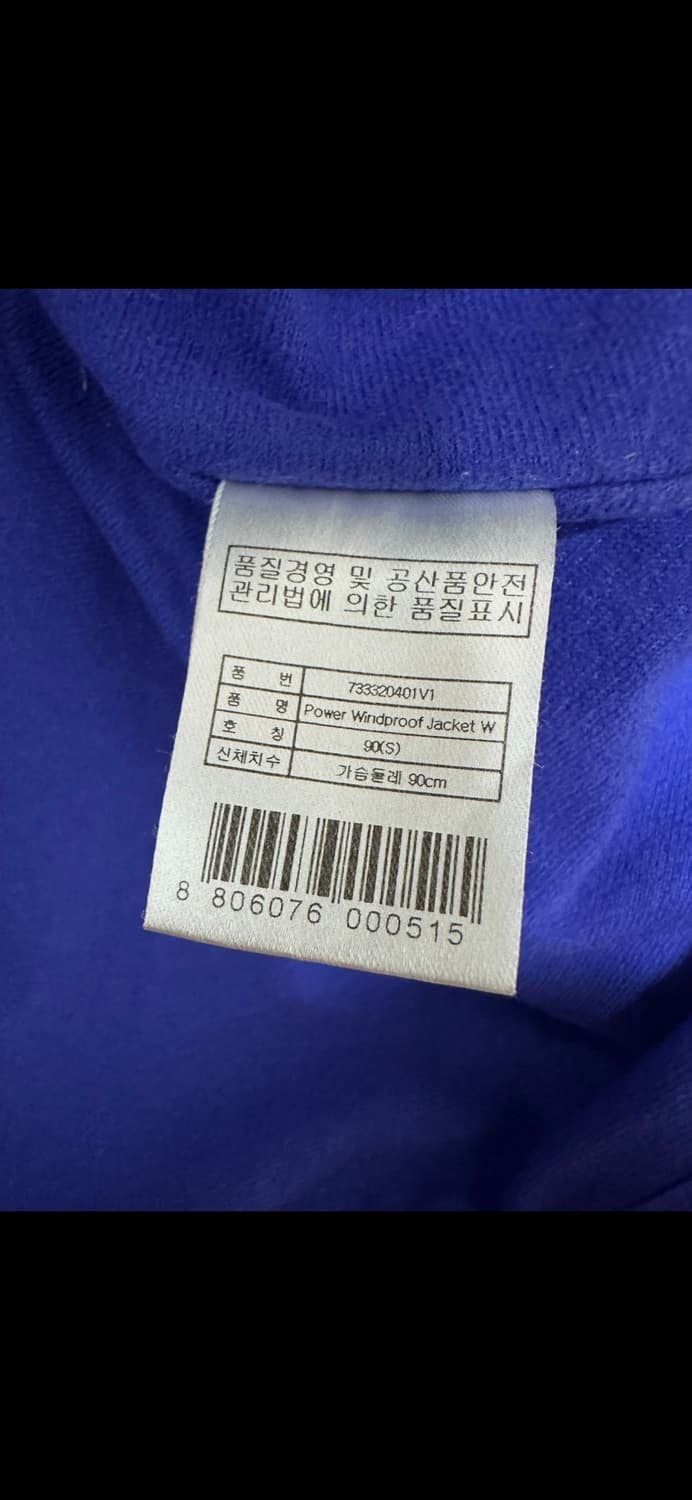 품질경영 및 공산품안전
관리법에 의한 품질표시
품 번 733320401V1
품 명 Power Windproof Jacket W
호 칭 90(S)
신체치수 가슴둘레 90cm
8 806076 000515